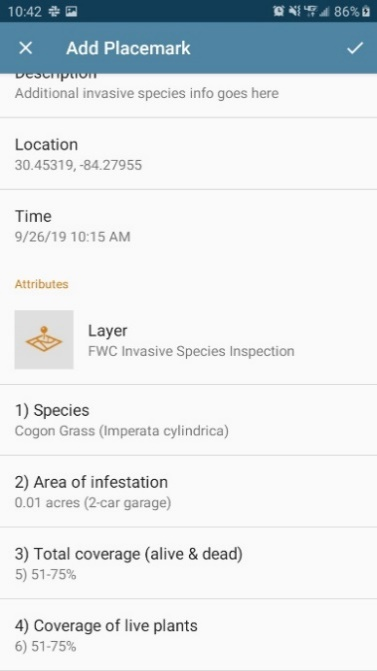 10:42
86%
Add Placemark
Description
Additional invasive species info goes here
Location
30.45319, -84.27955
Time
9/26/19 10:15 AM
Attributes
Layer
FWC Invasive Species Inspection
1) Species
Cogon Grass (Imperata cylindrica)
2) Area of infestation
0.01 acres (2-car garage)
3) Total coverage (alive & dead)
5) 51-75%
4) Coverage of live plants
6) 51-75%